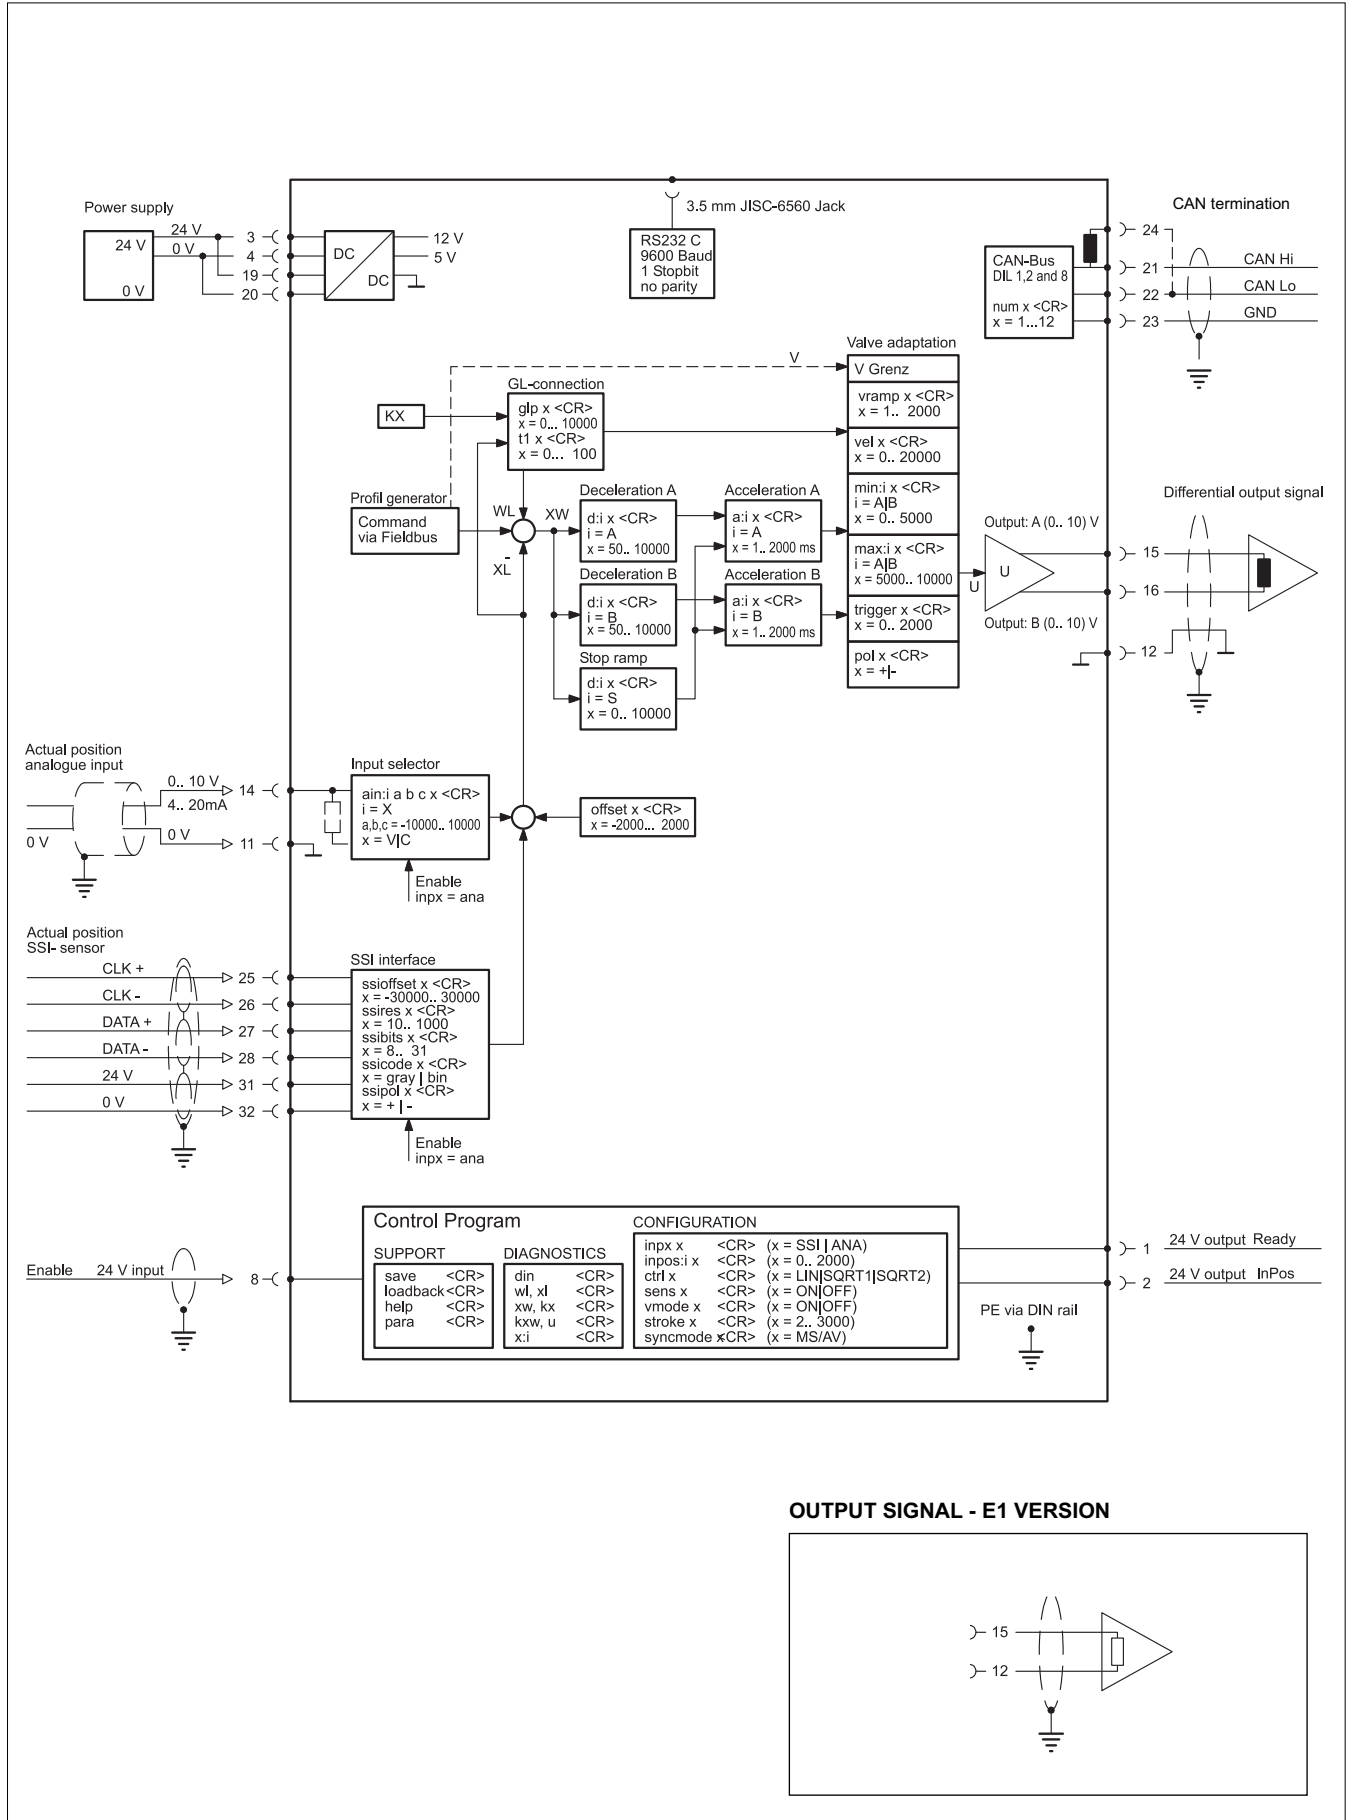 3.5 mm JISC-6560 Jack
RS232 C
9600 Baud
1 Stopbit
no parity
Power supply
24 V
0 V
24 V
0 V
3
4
19
20
DC
DC
12 V
5 V
CAN termination
CAN-Bus
DIL 1,2 and 8
num x <CR>
x = 1...12
24
21
22
23
CAN Hi
CAN Lo
GND
V
GL-connection
glp x <CR>
x = 0... 10000
t1 x <CR>
x = 0... 100
KX
Profil generator
Command
via Fieldbus
WL
XW
-
XL
Deceleration A
d:i x <CR>
i = A
x = 50.. 10000
Deceleration B
d:i x <CR>
i = B
x = 50.. 10000
Stop ramp
d:i x <CR>
i = S
x = 0.. 10000
Acceleration A
a:i x <CR>
i = A
x = 1.. 2000 ms
Acceleration B
a:i x <CR>
i = B
x = 1.. 2000 ms
Valve adaptation
V Grenz
vramp x <CR>
x = 1.. 2000
vel x <CR>
x = 0.. 20000
min:i x <CR>
i = A|B
x = 0.. 5000
max:i x <CR>
i = A|B
x = 5000.. 10000
trigger x <CR>
x = 0.. 2000
pol x <CR>
x = +|-
U
U
Output: A (0.. 10) V
Output: B (0.. 10) V
Differential output signal
15
16
12
Actual position
analogue input
0.. 10 V
4.. 20mA
0 V
0 V
14
11
Input selector
ain:i a b c x <CR>
i = X
a,b,c = -10000.. 10000
x = V|C
Enable
inpx = ana
offset x <CR>
x = -2000... 2000
Actual position
SSI- sensor
CLK +
CLK -
DATA +
DATA -
24 V
0 V
25
26
27
28
31
32
SSI interface
ssioffset x <CR>
x = -30000.. 30000
ssires x <CR>
x = 10.. 1000
ssibits x <CR>
x = 8.. 31
ssicode x <CR>
x = gray | bin
ssipol x <CR>
x = + | -
Enable
inpx = ana
Enable 24 V input
8
Control Program
SUPPORT
save <CR>
loadback<CR>
help <CR>
para <CR>
DIAGNOSTICS
din <CR>
wl, xl <CR>
xw, kx <CR>
kxw, u <CR>
x:i <CR>
CONFIGURATION
inpx x <CR> (x = SSI | ANA)
inpos:i x <CR> (x = 0.. 2000)
ctrl x <CR> (x = LIN|SQRT1|SQRT2)
sens x <CR> (x = ON|OFF)
vmode x <CR> (x = ON|OFF)
stroke x <CR> (x = 2.. 3000)
syncmode x<CR> (x = MS/AV)
1 24 V output Ready
2 24 V output InPos
PE via DIN rail
OUTPUT SIGNAL - E1 VERSION
15
12